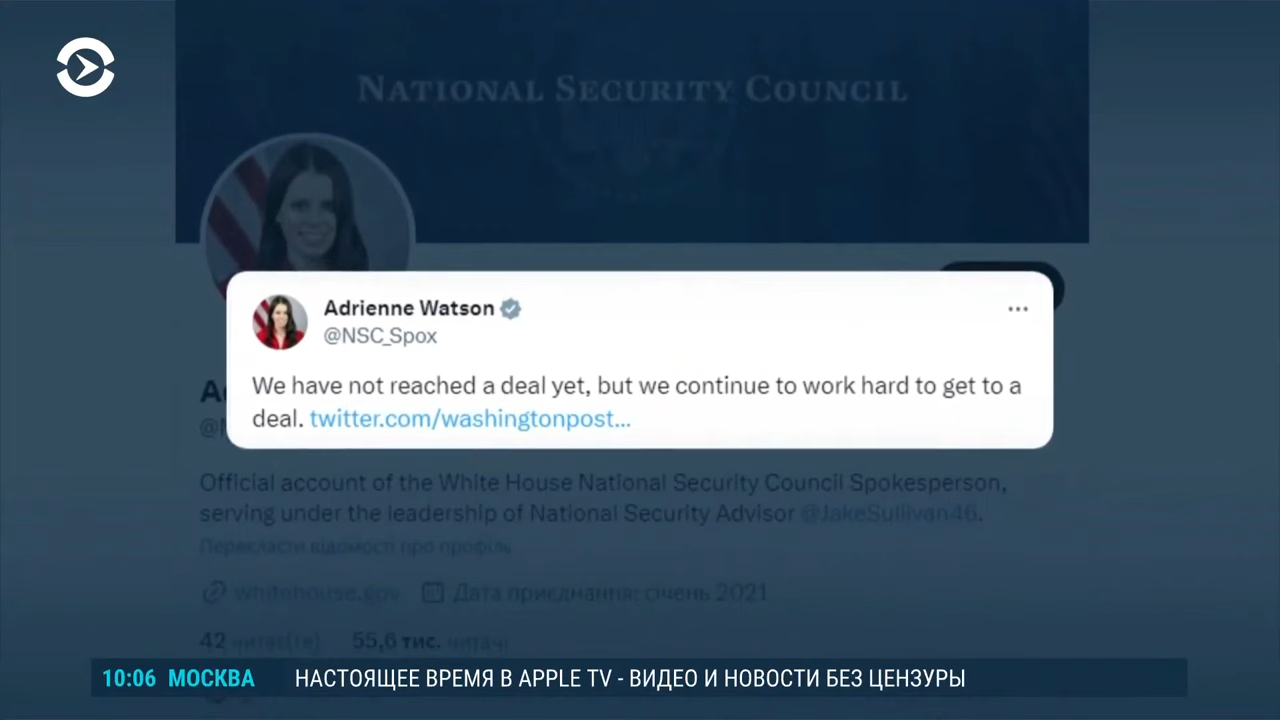 NATIONAL SECURITY COUNCIL
Adrienne Watson
@NSC_Spox
We have not reached a deal yet, but we continue to work hard to get to a
deal. twitter.com/washingtonpost...
Official account of the White House National Security Council Spokesperson,
serving under the leadership of National Security Advisor @JakeSullivan46.
Перекласти відомості про профіль
whitehouse.gov Дата приєднання: січень 2021
42 читає(те) 55,6 тис. читачі
10:06 МОСКВА НАСТОЯЩЕЕ ВРЕМЯ В APPLE TV - ВИДЕО И НОВОСТИ БЕЗ ЦЕНЗУРЫ